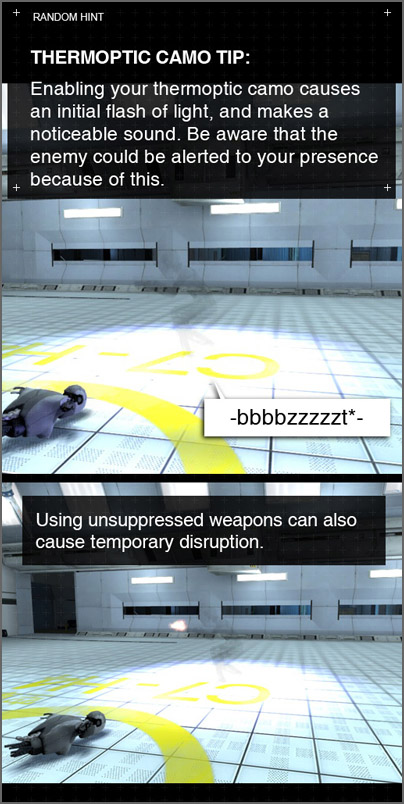 RANDOM HINT
THERMOPTIC CAMO TIP:
Enabling your thermoptic camo causes
an initial flash of light, and makes a
noticeable sound. Be aware that the
enemy could be alerted to your presence
because of this.
-bbbbzzzzzt*-
Using unsuppressed weapons can also
cause temporary disruption.